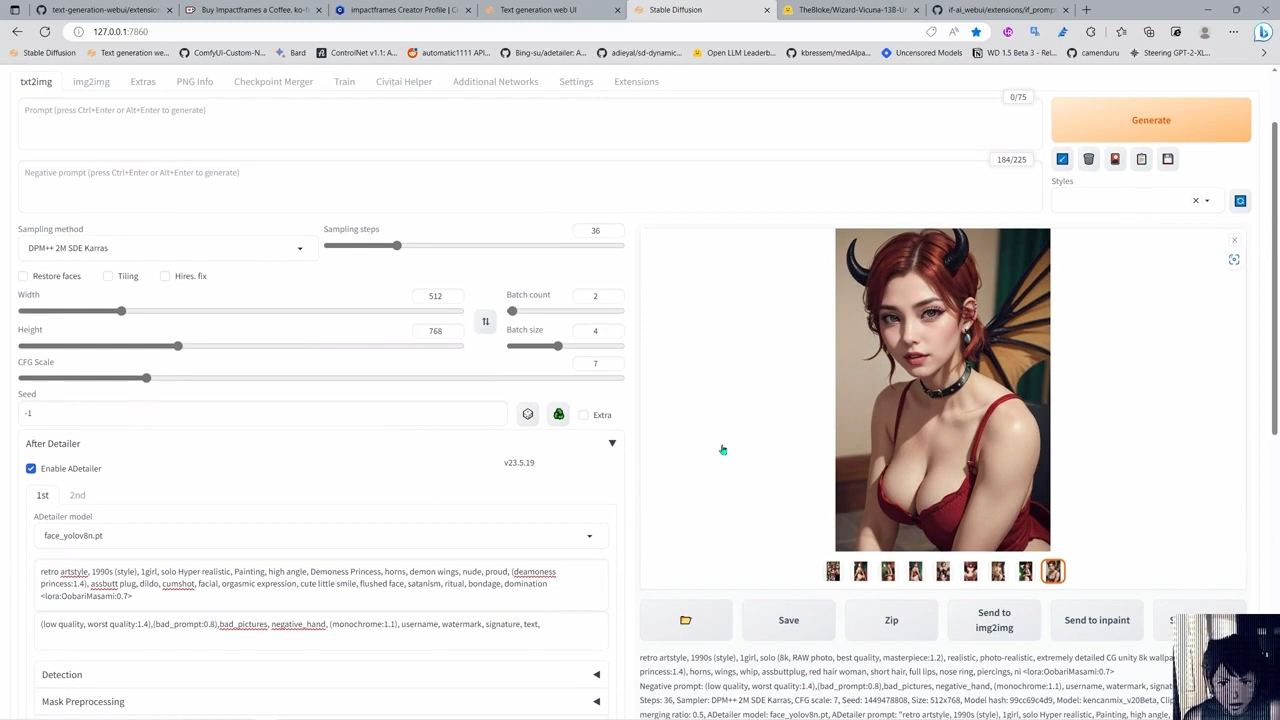 text-generation-webui/extension
Buy Impactframes a Coffee. ko-f
impactframes Creator Profile | C
Text generation web UI
Stable Diffusion
TheBloke/Wizard-Vicuna-13B-Un
if-ai_webui/extensions/if_prompt
127.0.0.1:7860
Stable Diffusion
Text generation we...
ComfyUI-Custom-N...
Bard
ControlNet v1.1: A...
automatic1111 API...
Bing-su/adetailer: A...
adieyal/sd-dynamic...
Open LLM Leaderb...
kbressem/medAlpa...
Uncensored Models
WD 1.5 Beta 3 - Rel...
camenduru
Steering GPT-2-XL...
txt2img
img2img
Extras
PNG Info
Checkpoint Merger
Train
Civitai Helper
Additional Networks
Settings
Extensions
0/75
Prompt (press Ctrl+Enter or Alt+Enter to generate)
Generate
184/225
Negative prompt (press Ctrl+Enter or Alt+Enter to generate)
Styles
Sampling method
Sampling steps
36
DPM++ 2M SDE Karras
Restore faces
Tiling
Hires. fix
Width
512
Batch count
2
Height
768
Batch size
4
CFG Scale
7
Seed
-1
Extra
After Detailer
Enable ADetailer
v23.5.19
1st
2nd
ADetailer model
face_yolov8n.pt
retro artstyle, 1990s (style), 1girl, solo Hyper realistic, Painting, high angle, Demoness Princess, horns, demon wings, nude, proud, (deamoness
princess:1.4), assbutt plug, dildo, cumshot, facial, orgasmic expression, cute little smile, flushed face, satanism, ritual, bondage, domination
<lora:OobariMasami:0.7>
(low quality, worst quality:1.4),(bad_prompt:0.8),bad_pictures, negative_hand, (monochrome:1.1), username, watermark, signature, text,
Detection
Mask Preprocessing
Save
Zip
Send to
img2img
Send to inpaint
retro artstyle, 1990s (style), 1girl, solo (8k, RAW photo, best quality, masterpiece:1.2), realistic, photo-realistic, extremely detailed CG unity 8k wallpa
princess:1.4), horns, wings, whip, assbuttplug, red hair woman, short hair, full lips, nose ring, piercings, ni <lora:OobariMasami:0.7>
Negative prompt: (low quality, worst quality:1.4),(bad_prompt:0.8),bad_pictures, negative_hand, (monochrome:1.1), username, watermark, signat
Steps: 36, Sampler: DPM++ 2M SDE Karras, CFG scale: 7, Seed: 1449478808, Size: 512x768, Model hash: 99cc69c4d9, Model: kencanmix_v20Beta, Clip
merging ratio: 0.5, ADetailer model: face_yolov8n.pt, ADetailer prompt: "retro artstyle, 1990s (style), 1girl, solo Hyper realistic, Painting, high angle,